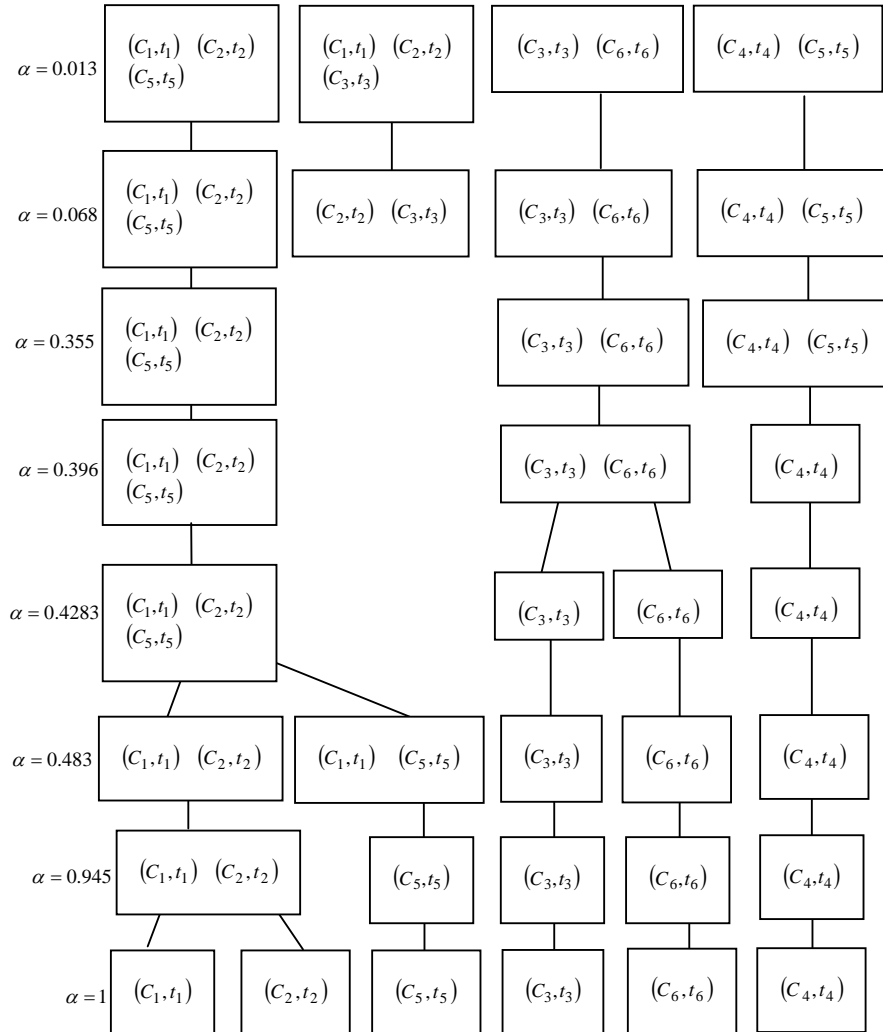 α = 0.013 (C₁,t₁) (C₂,t₂) (C₁,t₁) (C₂,t₂) (C₃,t₃) (C₆,t₆) (C₄,t₄) (C₅,t₅)
(C₅,t₅) (C₃,t₃)
α = 0.068 (C₁,t₁) (C₂,t₂) (C₂,t₂) (C₃,t₃) (C₃,t₃) (C₆,t₆) (C₄,t₄) (C₅,t₅)
(C₅,t₅)
α = 0.355 (C₁,t₁) (C₂,t₂) (C₃,t₃) (C₆,t₆) (C₄,t₄) (C₅,t₅)
(C₅,t₅)
α = 0.396 (C₁,t₁) (C₂,t₂) (C₃,t₃) (C₆,t₆) (C₄,t₄)
(C₅,t₅)
α = 0.4283 (C₁,t₁) (C₂,t₂) (C₃,t₃) (C₆,t₆) (C₄,t₄)
(C₅,t₅)
α = 0.483 (C₁,t₁) (C₂,t₂) (C₁,t₁) (C₅,t₅) (C₃,t₃) (C₆,t₆) (C₄,t₄)
α = 0.945 (C₁,t₁) (C₂,t₂) (C₅,t₅) (C₃,t₃) (C₆,t₆) (C₄,t₄)
α = 1 (C₁,t₁) (C₂,t₂) (C₅,t₅) (C₃,t₃) (C₆,t₆) (C₄,t₄)